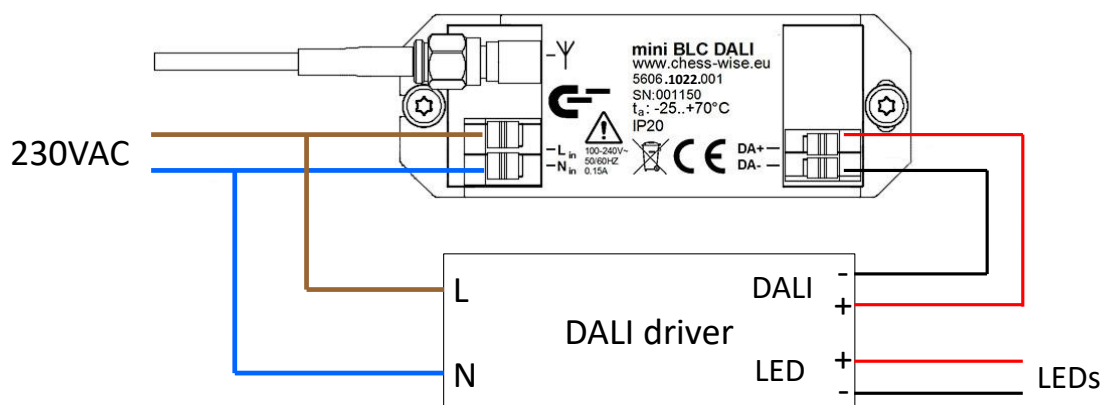 mini BLC DALI
www.chess-wise.eu
5606.1022.001
SN:001150
tₐ: -25..+70°C
IP20
L in
N in
100-240V~
50/60HZ
0.15A
DA+
DA-
230VAC
L
N
DALI driver
DALI
-
+
LED
+
-
LEDs